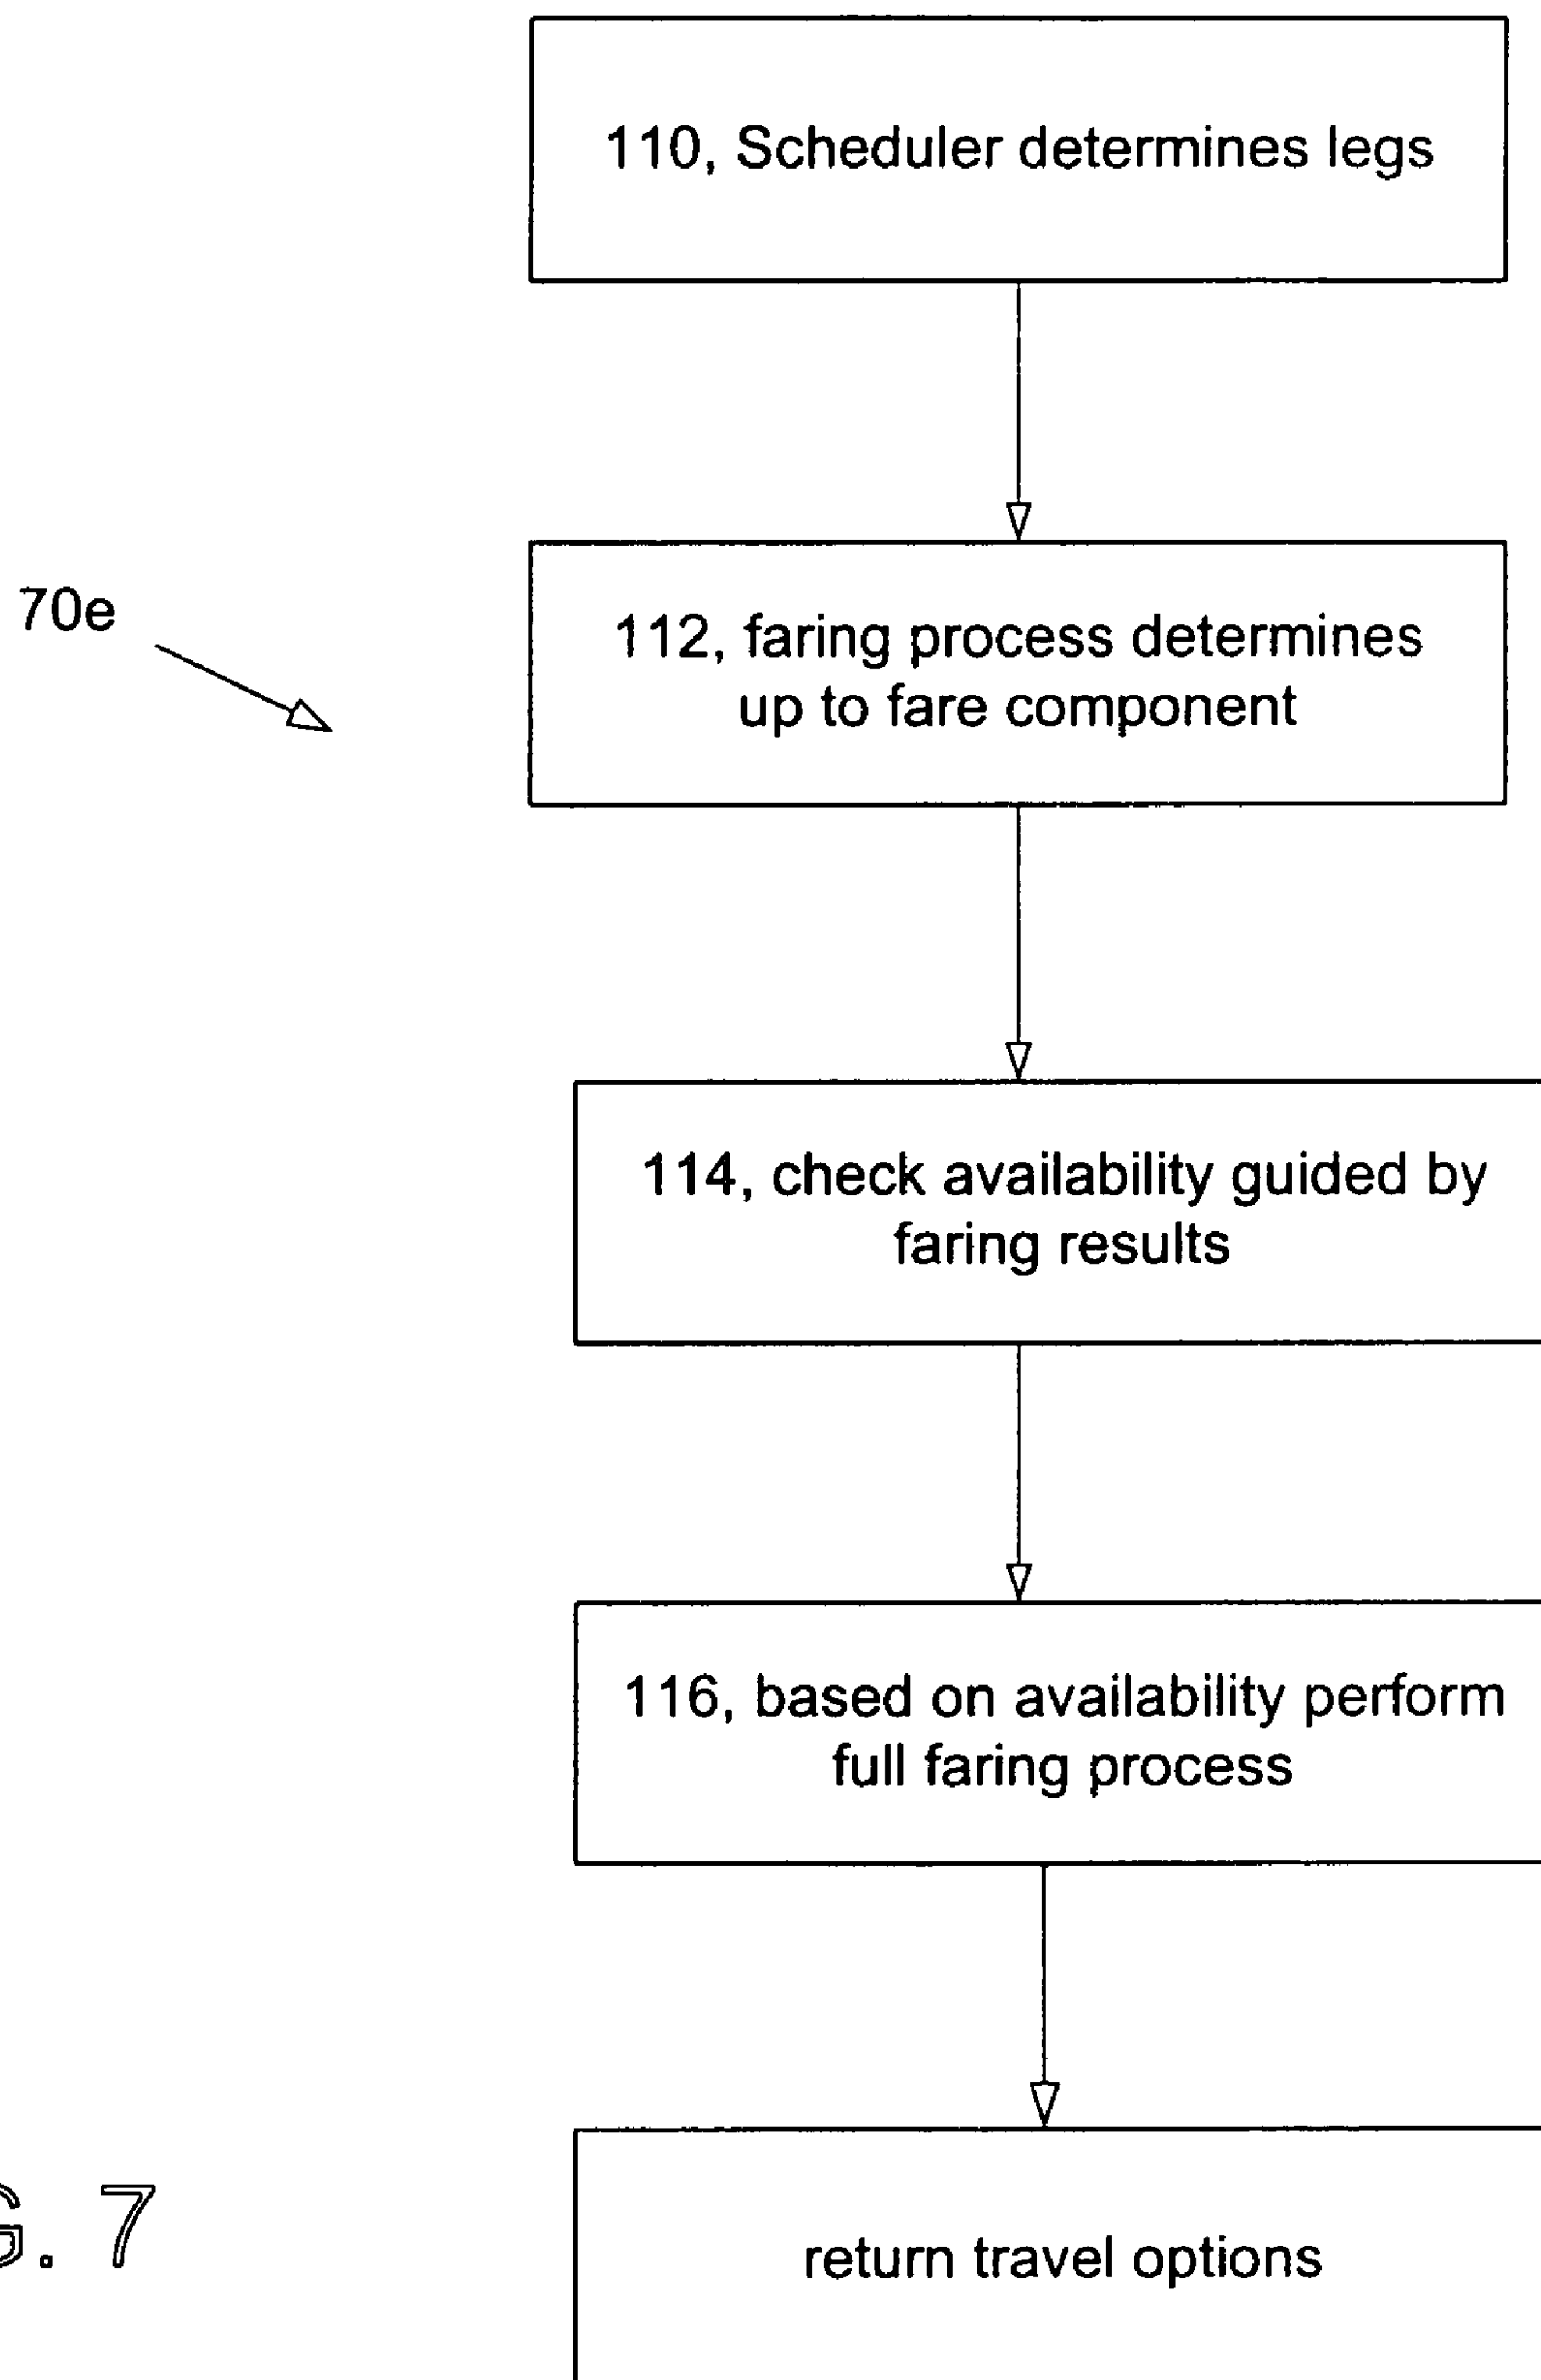 110, Scheduler determines legs
70e
112, faring process determines
up to fare component
114, check availability guided by
faring results
116, based on availability perform
full faring process
G. 7
return travel options